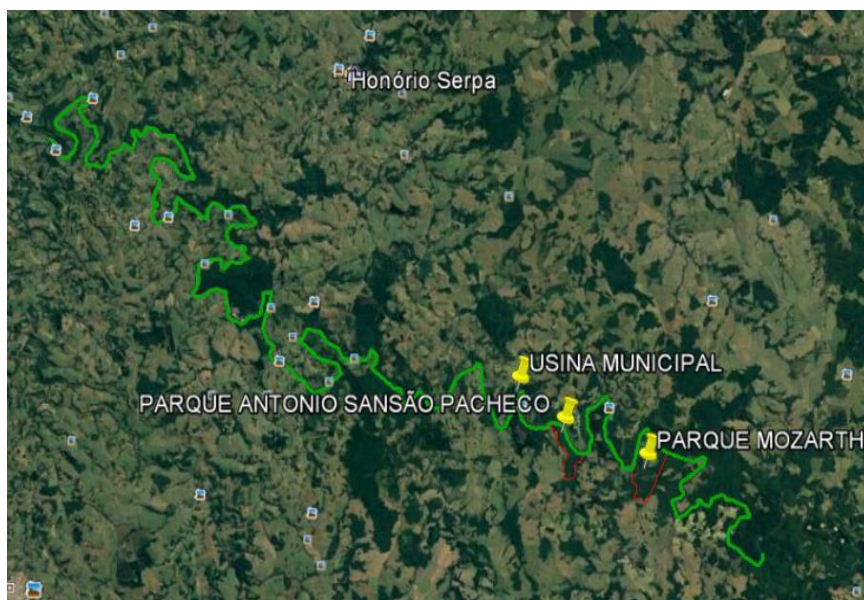 Honório Serpa
USINA MUNICIPAL
PARQUE ANTONIO SANSÃO PACHECO
PARQUE MOZARTH